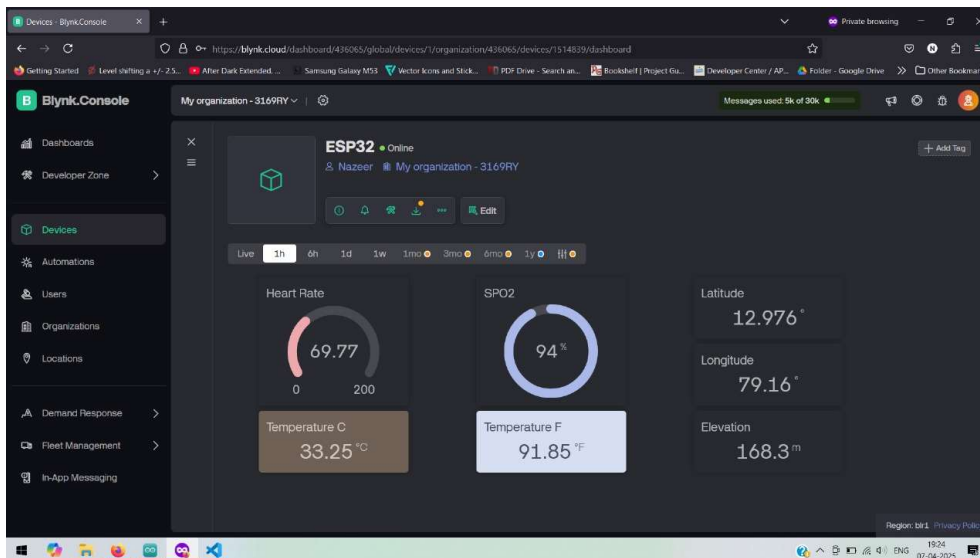 Devices - Blynk.Console
Private browsing
https://blynk.cloud/dashboard/436065/global/devices/1/organization/436065/devices/1514839/dashboard
Getting Started Level shifting a +/- 2.5... After Dark Extended. ... Samsung Galaxy M53 Vector Icons and Stick... PDF Drive - Search an... Bookshelf | Project Gu... Developer Center / AP... Folder - Google Drive Other Bookmar
B Blynk.Console
My organization - 3169RY
Messages used: 5k of 30k
Dashboards
Developer Zone
Devices
Automations
Users
Organizations
Locations
Demand Response
Fleet Management
In-App Messaging
ESP32 Online
Nazeer My organization - 3169RY
+ Add Tag
Edit
Live 1h 6h 1d 1w 1mo 3mo 6mo 1y
Heart Rate
69.77
0 200
SPO2
94 %
Latitude
12.976°
Longitude
79.16°
Temperature C
33.25 °C
Temperature F
91.85 °F
Elevation
168.3 m
Region: blr1 Privacy Polic
ENG
19:24
07-04-2025